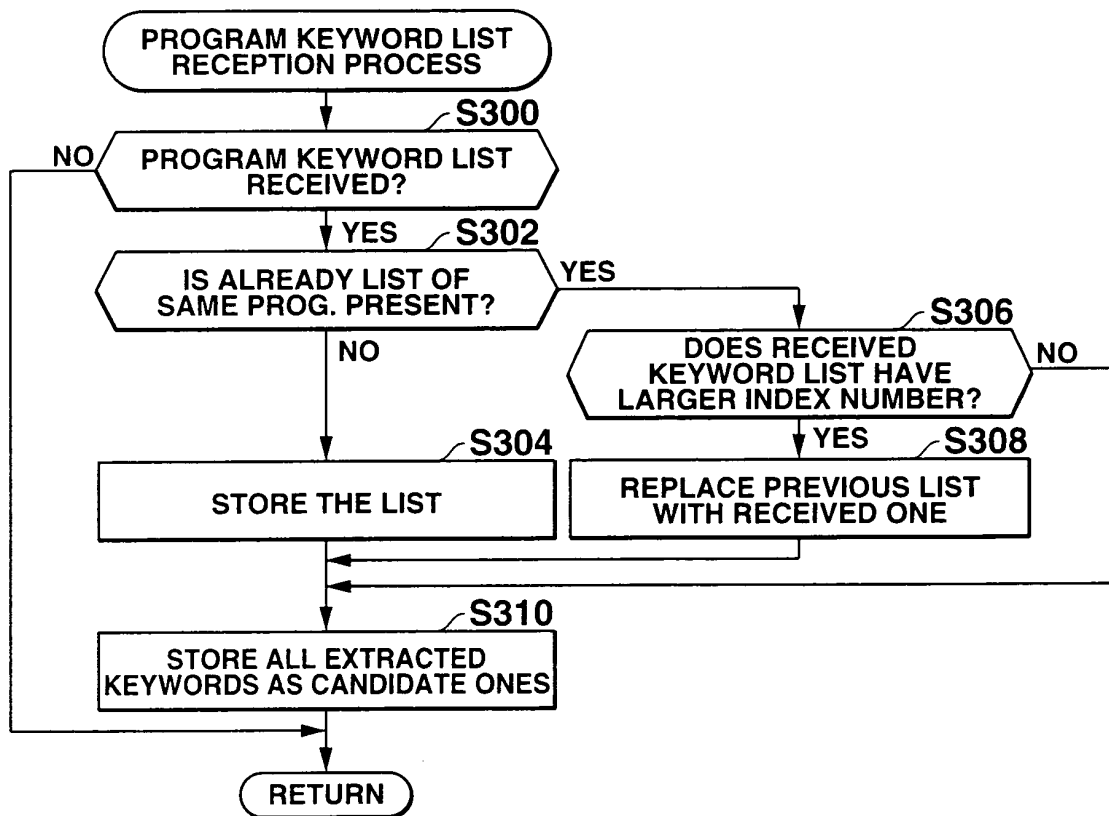 PROGRAM KEYWORD LIST
RECEPTION PROCESS
S300
NO
PROGRAM KEYWORD LIST
RECEIVED?
YES
S302
IS ALREADY LIST OF
SAME PROG. PRESENT?
YES
NO
S306
DOES RECEIVED
KEYWORD LIST HAVE
LARGER INDEX NUMBER?
NO
YES
S304
STORE THE LIST
S308
REPLACE PREVIOUS LIST
WITH RECEIVED ONE
S310
STORE ALL EXTRACTED
KEYWORDS AS CANDIDATE ONES
RETURN